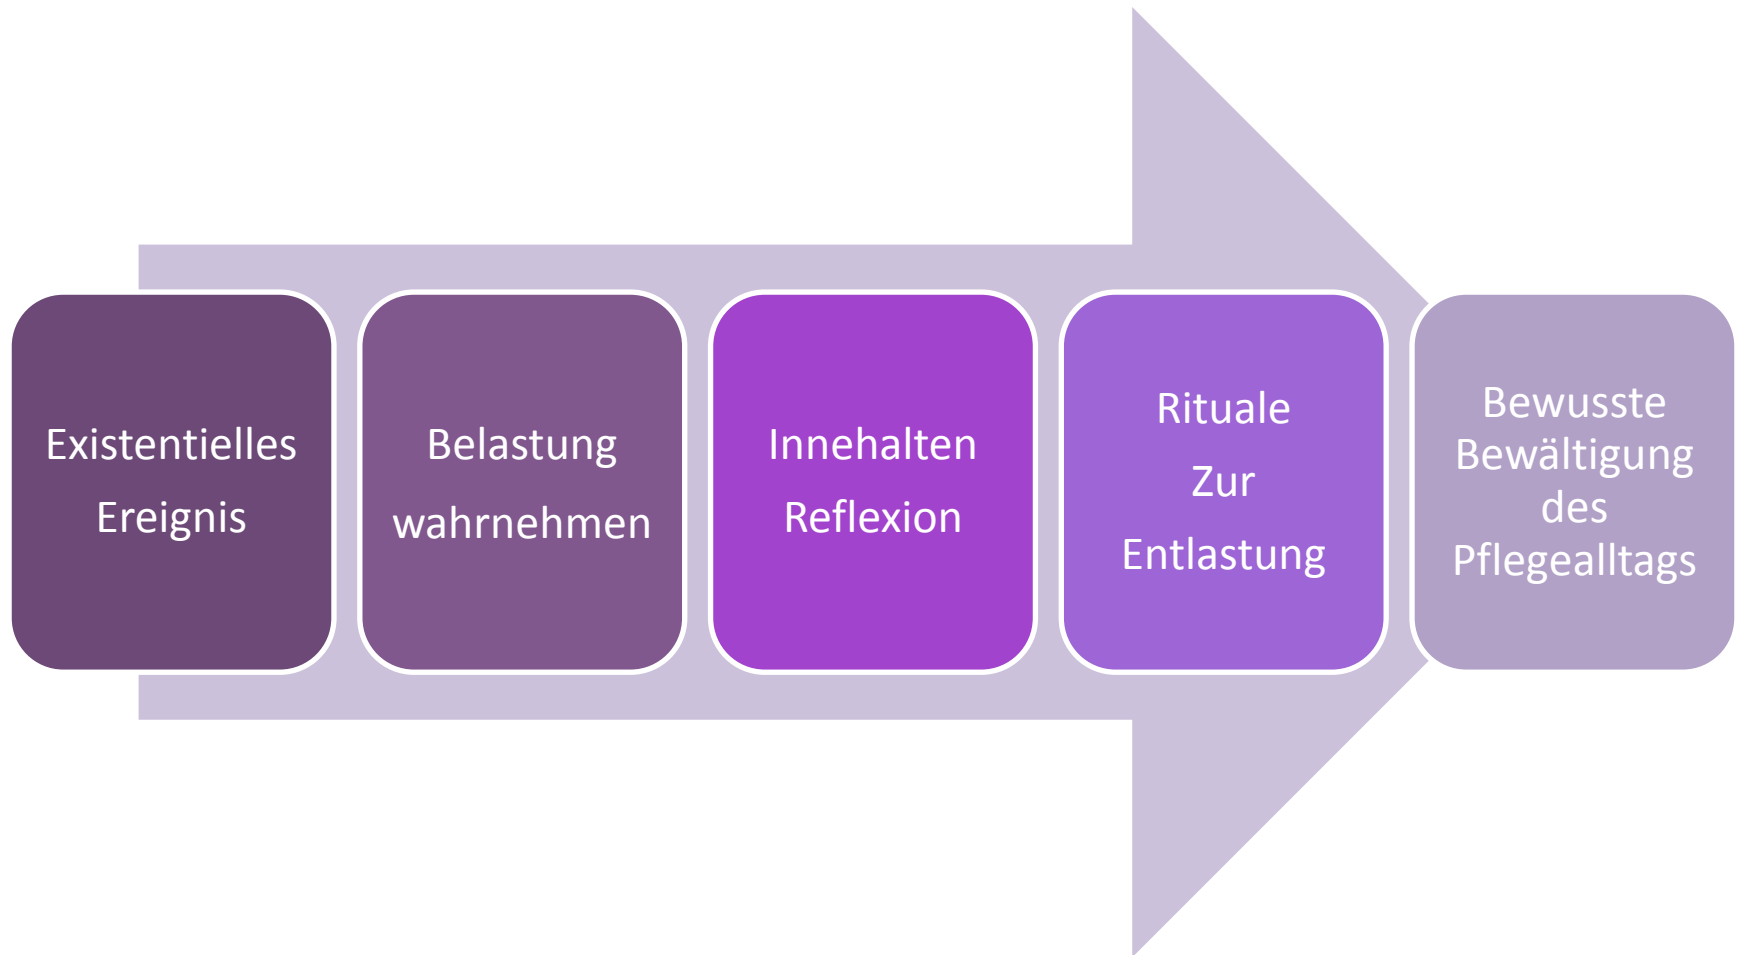 Existentielles
Ereignis
Belastung
wahrnehmen
Innehalten
Reflexion
Rituale
Zur
Entlastung
Bewusste
Bewältigung
des
Pflegealltags